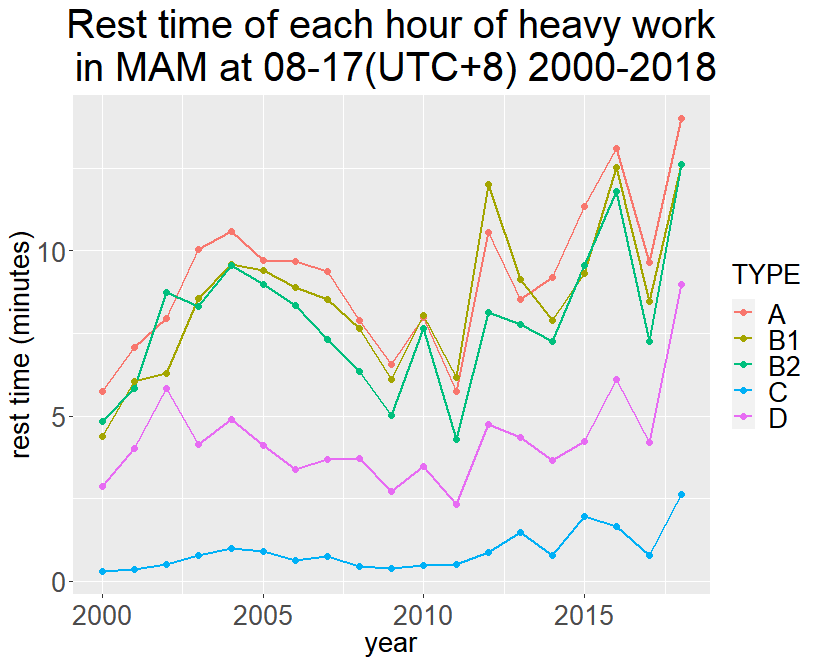 Rest time of each hour of heavy work
in MAM at 08-17(UTC+8) 2000-2018
rest time (minutes)
10
5
0
2000
2005
2010
2015
year
TYPE
A
B1
B2
C
D